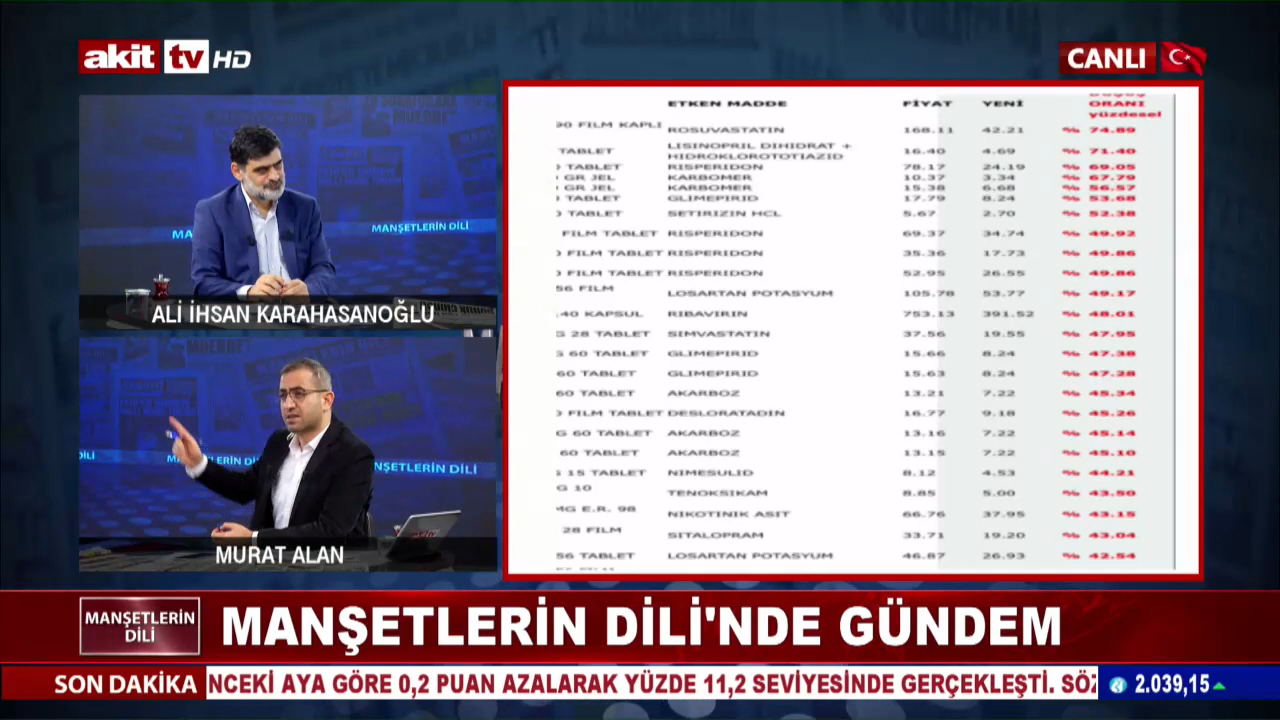 akit tv HD
CANLI
MANŞETLERİN DİLİ
ALİ İHSAN KARAHASANOĞLU
MANŞETLERİN DİLİ
MURAT ALAN
ETKEN MADDE FİYAT YENİ ORANI yüzdesel
90 FILM KAPLI ROSUVASTATIN 168.11 42.21 % 74.89
TABLET LISINOPRIL DIHIDRAT + HIDROKLOROTOTIAZID 16.40 4.69 % 71.40
TABLET RISPERIDON 78.17 24.19 % 69.05
GR JEL KARBOMER 10.37 3.34 % 67.79
GR JEL KARBOMER 15.38 6.68 % 56.57
TABLET GLIMEPIRID 17.79 8.24 % 53.68
0 TABLET SETIRIZIN HCL 5.67 2.70 % 52.38
FILM TABLET RISPERIDON 69.37 34.74 % 49.92
FILM TABLET RISPERIDON 35.36 17.73 % 49.86
FILM TABLET RISPERIDON 52.95 26.55 % 49.86
56 FILM LOSARTAN POTASYUM 105.78 53.77 % 49.17
140 KAPSUL RIBAVIRIN 753.13 391.52 % 48.01
G 28 TABLET SIMVASTATIN 37.56 19.55 % 47.95
G 60 TABLET GLIMEPIRID 15.66 8.24 % 47.38
60 TABLET GLIMEPIRID 15.63 8.24 % 47.28
60 TABLET AKARBOZ 13.21 7.22 % 45.34
0 FILM TABLET DESLORATADIN 16.77 9.18 % 45.26
G 60 TABLET AKARBOZ 13.16 7.22 % 45.14
60 TABLET AKARBOZ 13.15 7.22 % 45.10
G 15 TABLET NIMESULID 8.12 4.53 % 44.21
G 10 TENOKSIKAM 8.85 5.00 % 43.50
MG E.R. 98 NIKOTINIK ASIT 66.76 37.95 % 43.15
28 FILM SITALOPRAM 33.71 19.20 % 43.04
56 TABLET LOSARTAN POTASYUM 46.87 26.93 % 42.54
MANŞETLERİN DİLİ
MANŞETLERİN DİLİ'NDE GÜNDEM
SON DAKİKA NCEKİ AYA GÖRE 0,2 PUAN AZALARAK YÜZDE 11,2 SEVİYESİNDE GERÇEKLEŞTİ. SÖZ 2.039,15